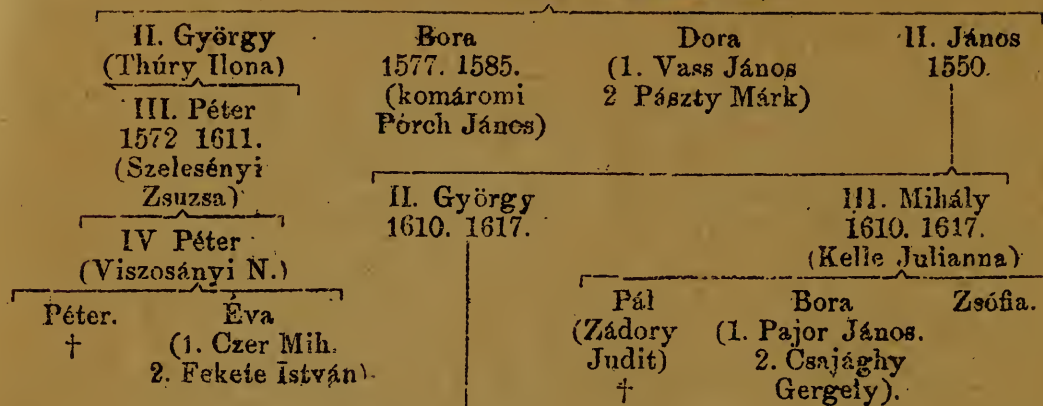 II. György
(Thúry Ilona)
Bora
1577. 1585.
(komáromi
Pórch János)
Dora
(1. Vass János
2 Pászty Márk)
II. János
1550.
III. Péter
1572 1611.
(Szelesényi
Zsuzsa)
II. György
1610. 1617.
III. Mihály
1610. 1617.
(Kelle Julianna)
IV Péter
(Viszosányi N.)
Péter.
†
Éva
(1. Czer Mih.
2. Fekete István)
Pál
(Zádory
Judit)
†
Bora
(1. Pajor János.
2. Csajághy
Gergely).
Zsófia.